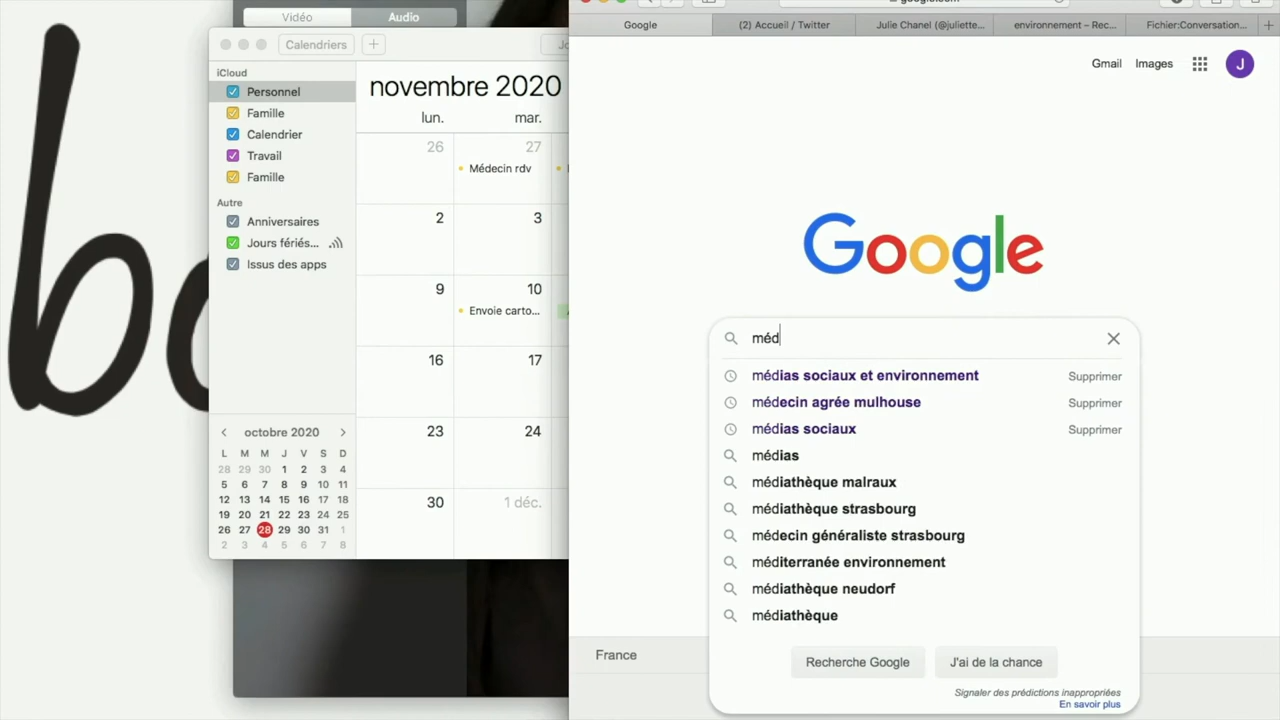 bo
Vidéo
Audio
Calendriers
+
Jo
iCloud
Personnel
Famille
Calendrier
Travail
Famille
Autre
Anniversaires
Jours fériés...
Issus des apps
novembre 2020
lun.
mar.
26
27
Médecin rdv
2
3
9
10
Envoie carto...
16
17
23
24
30
1 déc.
< octobre 2020 >
L M M J V S D
28 29 30 1 2 3 4
5 6 7 8 9 10 11
12 13 14 15 16 17 18
19 20 21 22 23 24 25
26 27 28 29 30 31 1
2 3 4 5 6 7 8
google.com
Google
(2) Accueil / Twitter
Julie Chanel (@juliette...
environnement – Rec...
Fichier:Conversation...
+
Gmail
Images
J
Google
méd
médias sociaux et environnement
Supprimer
médecin agrée mulhouse
Supprimer
médias sociaux
Supprimer
médias
médiathèque malraux
médiathèque strasbourg
médecin généraliste strasbourg
méditerranée environnement
médiathèque neudorf
médiathèque
Recherche Google
J'ai de la chance
Signaler des prédictions inappropriées
En savoir plus
France